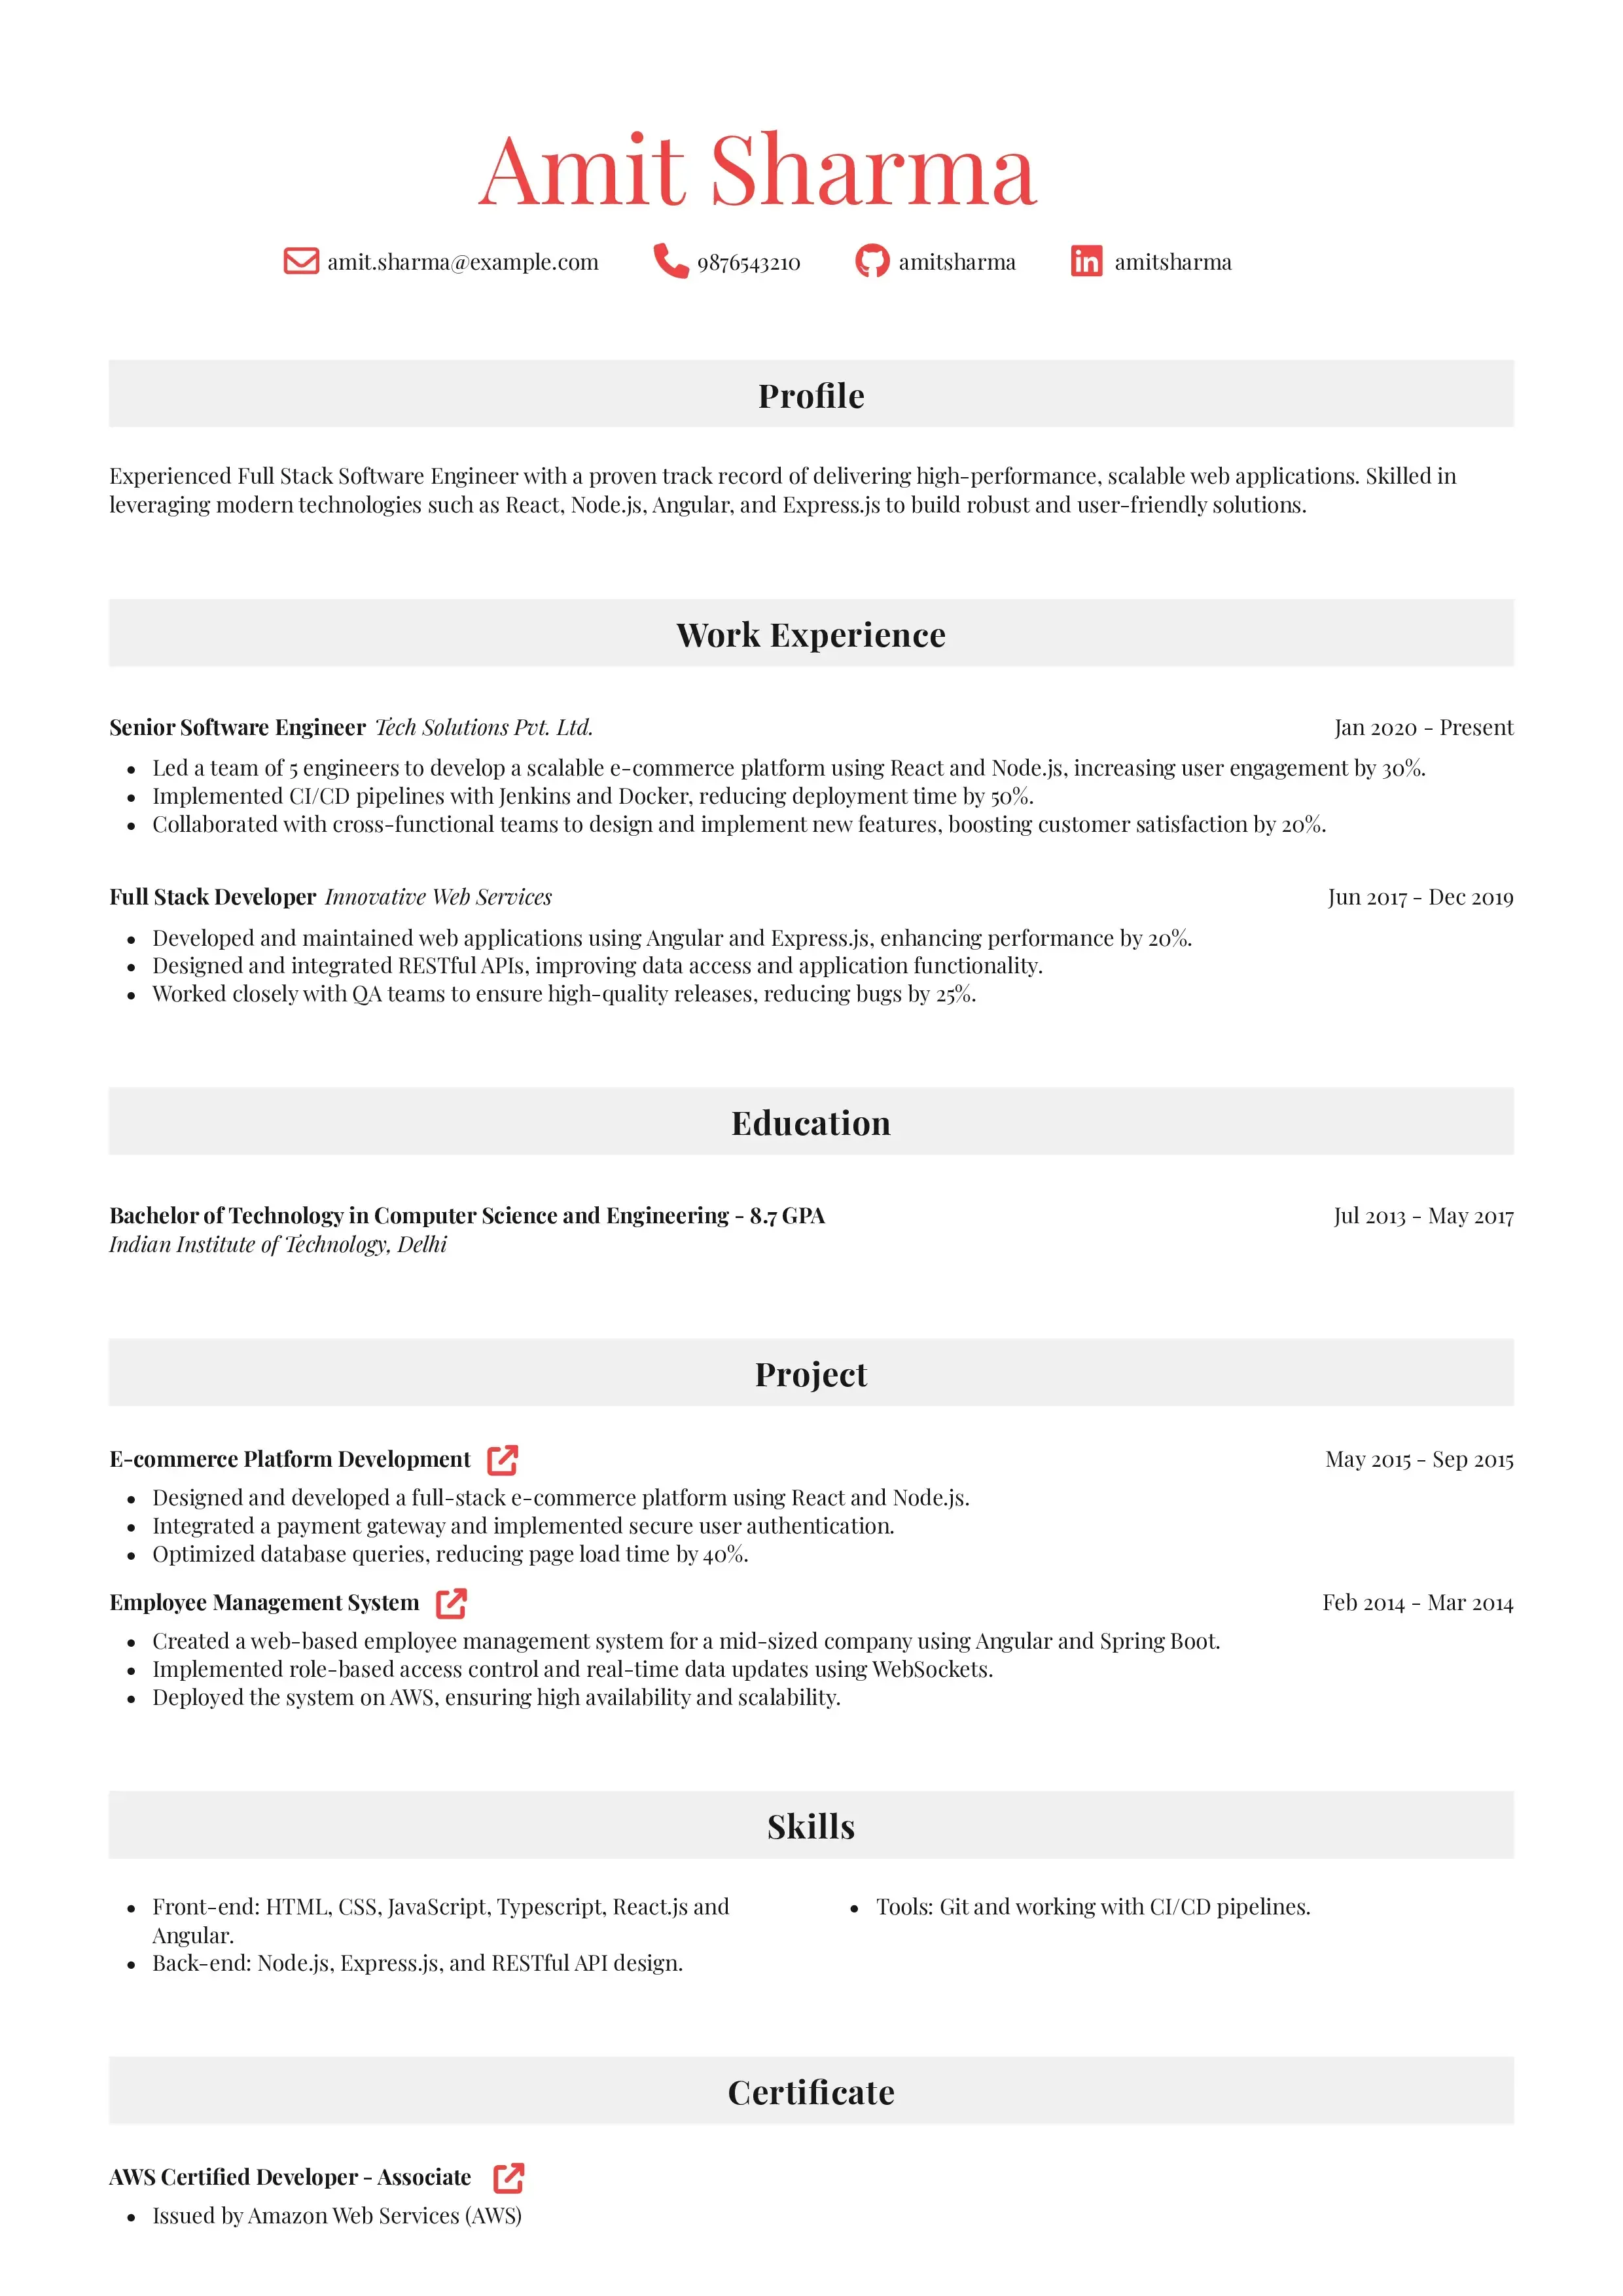 Amit Sharma
amit.sharma@example.com 9876543210 amitsharma amitsharma
Profile
Experienced Full Stack Software Engineer with a proven track record of delivering high-performance, scalable web applications. Skilled in
leveraging modern technologies such as React, Node.js, Angular, and Express.js to build robust and user-friendly solutions.
Work Experience
Senior Software Engineer Tech Solutions Pvt. Ltd. Jan 2020 - Present
• Led a team of 5 engineers to develop a scalable e-commerce platform using React and Node.js, increasing user engagement by 30%.
• Implemented CI/CD pipelines with Jenkins and Docker, reducing deployment time by 50%.
• Collaborated with cross-functional teams to design and implement new features, boosting customer satisfaction by 20%.
Full Stack Developer Innovative Web Services Jun 2017 - Dec 2019
• Developed and maintained web applications using Angular and Express.js, enhancing performance by 20%.
• Designed and integrated RESTful APIs, improving data access and application functionality.
• Worked closely with QA teams to ensure high-quality releases, reducing bugs by 25%.
Education
Bachelor of Technology in Computer Science and Engineering - 8.7 GPA Jul 2013 - May 2017
Indian Institute of Technology, Delhi
Project
E-commerce Platform Development May 2015 - Sep 2015
• Designed and developed a full-stack e-commerce platform using React and Node.js.
• Integrated a payment gateway and implemented secure user authentication.
• Optimized database queries, reducing page load time by 40%.
Employee Management System Feb 2014 - Mar 2014
• Created a web-based employee management system for a mid-sized company using Angular and Spring Boot.
• Implemented role-based access control and real-time data updates using WebSockets.
• Deployed the system on AWS, ensuring high availability and scalability.
Skills
• Front-end: HTML, CSS, JavaScript, Typescript, React.js and
Angular.
• Back-end: Node.js, Express.js, and RESTful API design.
• Tools: Git and working with CI/CD pipelines.
Certificate
AWS Certified Developer - Associate
• Issued by Amazon Web Services (AWS)